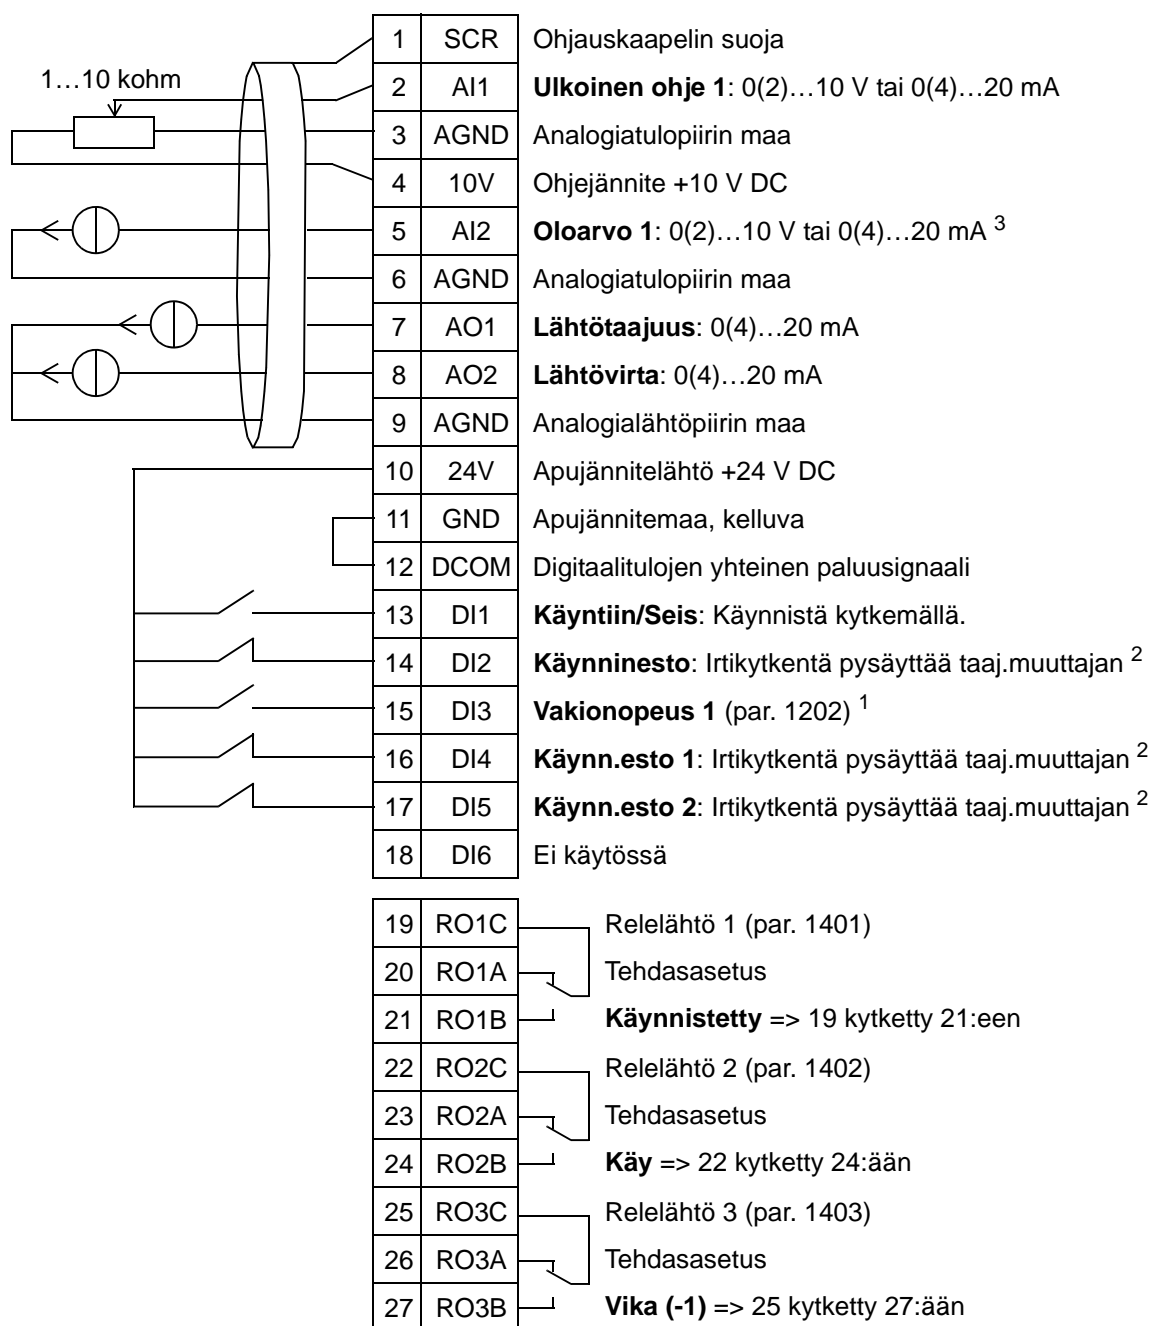 1 SCR Ohjauskaapelin suoja
1…10 kohm
2 AI1 Ulkoinen ohje 1: 0(2)…10 V tai 0(4)…20 mA
3 AGND Analogiatulopiirin maa
4 10V Ohjejännite +10 V DC
5 AI2 Oloarvo 1: 0(2)…10 V tai 0(4)…20 mA 3
6 AGND Analogiatulopiirin maa
7 AO1 Lähtötaajuus: 0(4)…20 mA
8 AO2 Lähtövirta: 0(4)…20 mA
9 AGND Analogialähtöpiirin maa
10 24V Apujännitelähtö +24 V DC
11 GND Apujännitemaa, kelluva
12 DCOM Digitaalitulojen yhteinen paluusignaali
13 DI1 Käyntiin/Seis: Käynnistä kytkemällä.
14 DI2 Käynninesto: Irtikytkentä pysäyttää taaj.muuttajan 2
15 DI3 Vakionopeus 1 (par. 1202) 1
16 DI4 Käynn.esto 1: Irtikytkentä pysäyttää taaj.muuttajan 2
17 DI5 Käynn.esto 2: Irtikytkentä pysäyttää taaj.muuttajan 2
18 DI6 Ei käytössä
19 RO1C Relelähtö 1 (par. 1401)
20 RO1A Tehdasasetus
21 RO1B Käynnistetty => 19 kytketty 21:een
22 RO2C Relelähtö 2 (par. 1402)
23 RO2A Tehdasasetus
24 RO2B Käy => 22 kytketty 24:ään
25 RO3C Relelähtö 3 (par. 1403)
26 RO3A Tehdasasetus
27 RO3B Vika (-1) => 25 kytketty 27:ään